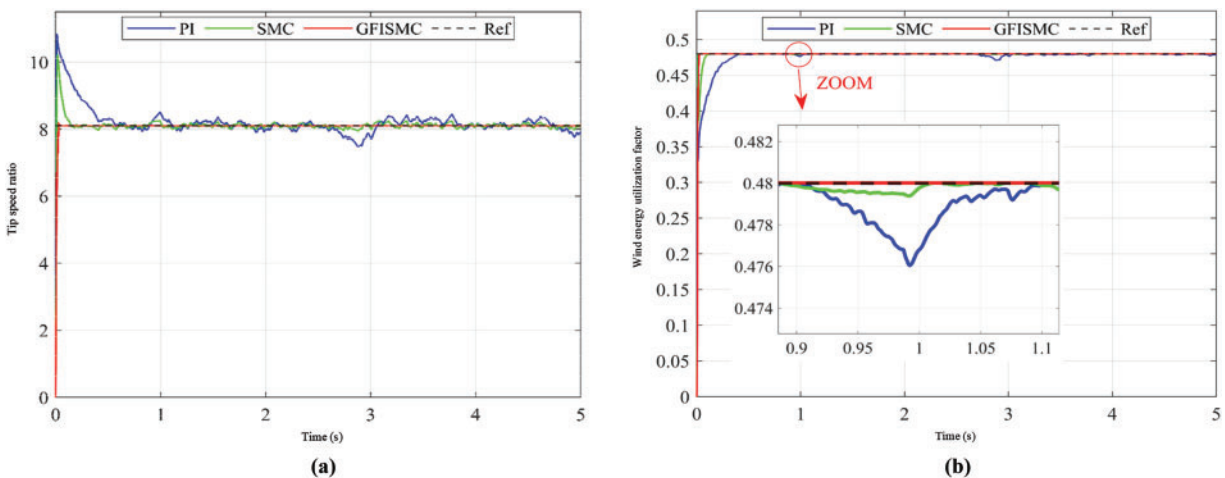 PI SMC GFISMC Ref
10
8
6
4
2
0
0 1 2 3 4 5
Tip speed ratio
Time (s)
(a)
PI SMC GFISMC Ref
0.5
0.45
0.4
0.35
0.3
0.25
0.2
0.15
0.1
0.05
0
0 1 2 3 4 5
Wind energy utilization factor
Time (s)
ZOOM
0.482
0.48
0.478
0.476
0.474
0.9 0.95 1 1.05 1.1
(b)